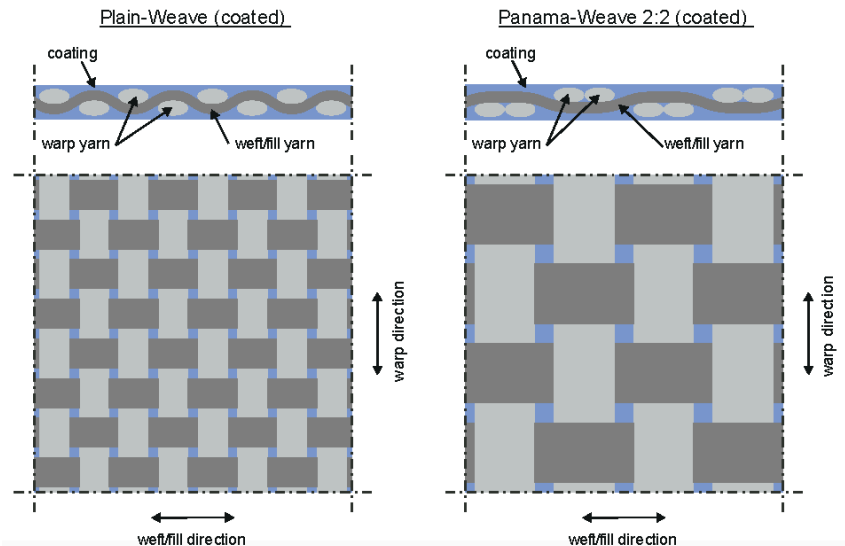 Plain-Weave (coated)
coating
warp yarn
weft/fill yarn
warp direction
weft/fill direction
Panama-Weave 2:2 (coated)
coating
warp yarn
weft/fill yarn
warp direction
weft/fill direction